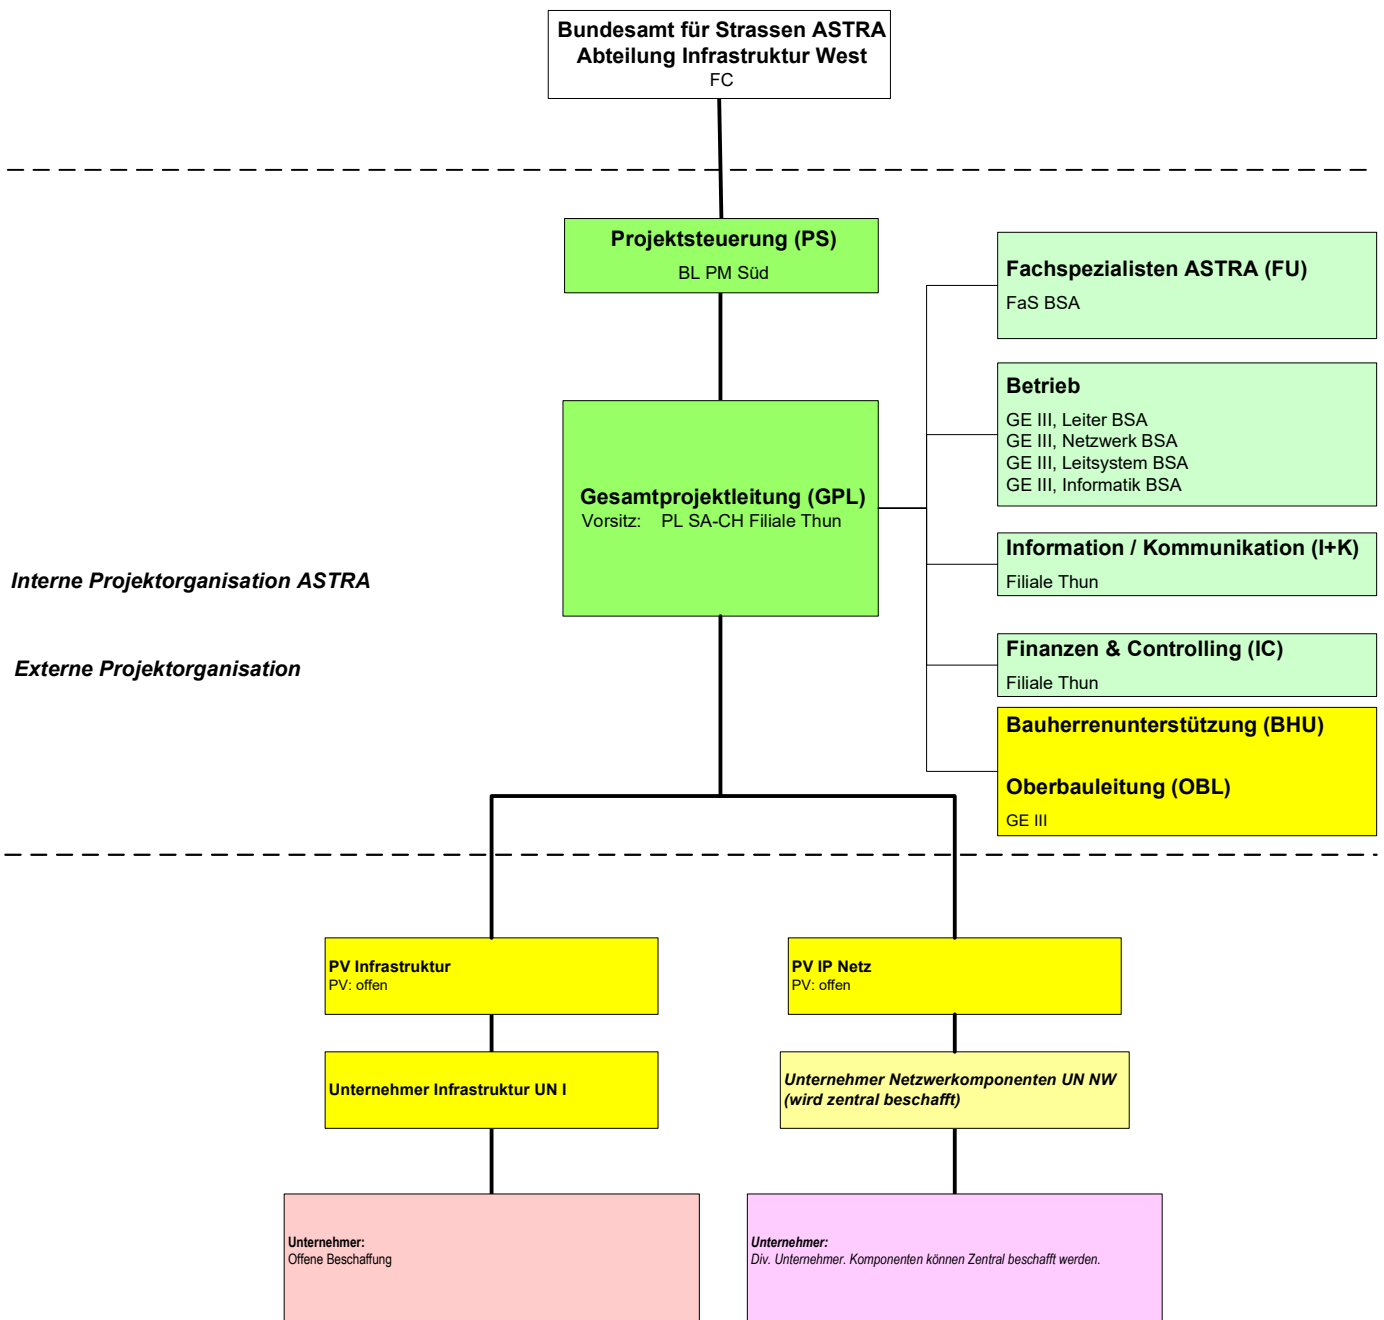 Bundesamt für Strassen ASTRA
Abteilung Infrastruktur West
FC
Projektsteuerung (PS)
BL PM Süd
Fachspezialisten ASTRA (FU)
FaS BSA
Betrieb
GE III, Leiter BSA
GE III, Netzwerk BSA
GE III, Leitsystem BSA
GE III, Informatik BSA
Gesamtprojektleitung (GPL)
Vorsitz: PL SA-CH Filiale Thun
Information / Kommunikation (I+K)
Filiale Thun
Interne Projektorganisation ASTRA
Externe Projektorganisation
Finanzen & Controlling (IC)
Filiale Thun
Bauherrenunterstützung (BHU)
Oberbauleitung (OBL)
GE III
PV Infrastruktur
PV: offen
PV IP Netz
PV: offen
Unternehmer Infrastruktur UN I
Unternehmer Netzwerkomponenten UN NW
(wird zentral beschafft)
Unternehmer:
Offene Beschaffung
Unternehmer:
Div. Unternehmer. Komponenten können Zentral beschafft werden.